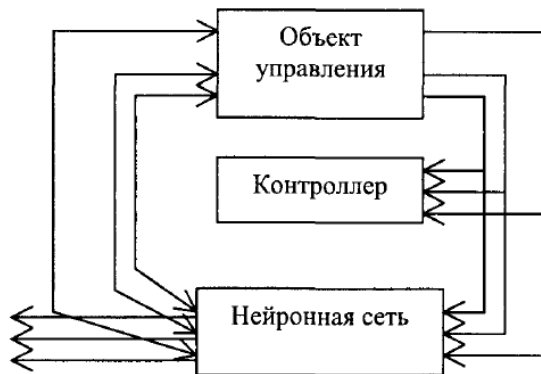 Объект
управления
Контроллер
Нейронная сеть